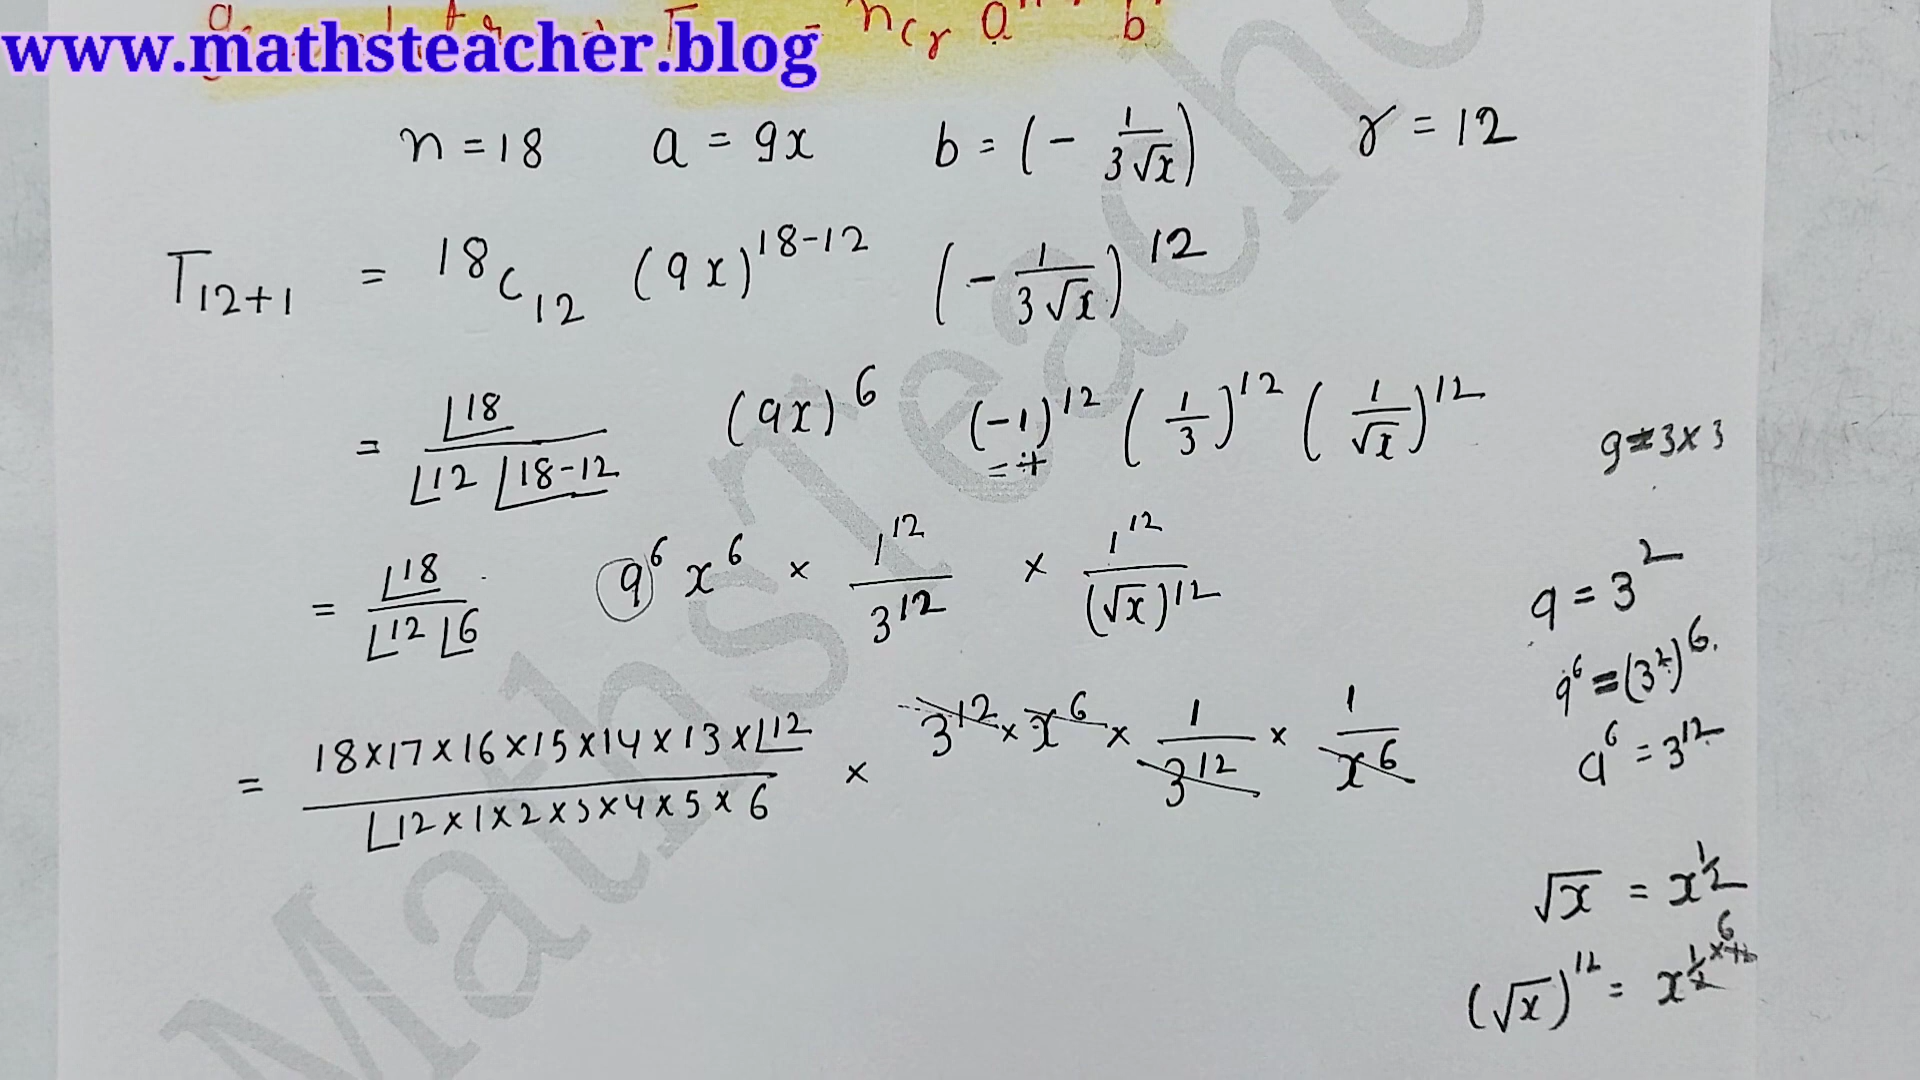 www.mathsteacher.blog
nCr a b
n = 18 a = 9x b = (- 1/3√x) r = 12
T12+1 = 18C12 (9x)^18-12 (- 1/3√x)^12
= ⌊18 / ⌊12 ⌊18-12 (9x)^6 (-1)^12 (1/3)^12 (1/√x)^12
= +
9 = 3×3
= ⌊18 / ⌊12 ⌊6 9^6 x^6 × 1^12/3^12 × 1^12/(√x)^12
9 = 3^2
9^6 = (3^2)^6.
9^6 = 3^12
= 18×17×16×15×14×13×⌊12 / ⌊12×1×2×3×4×5×6 × 3^12 × x^6 × 1/3^12 × 1/x^6
√x = x^1/2
(√x)^12 = x^1/2×12 6
MathsTeacher